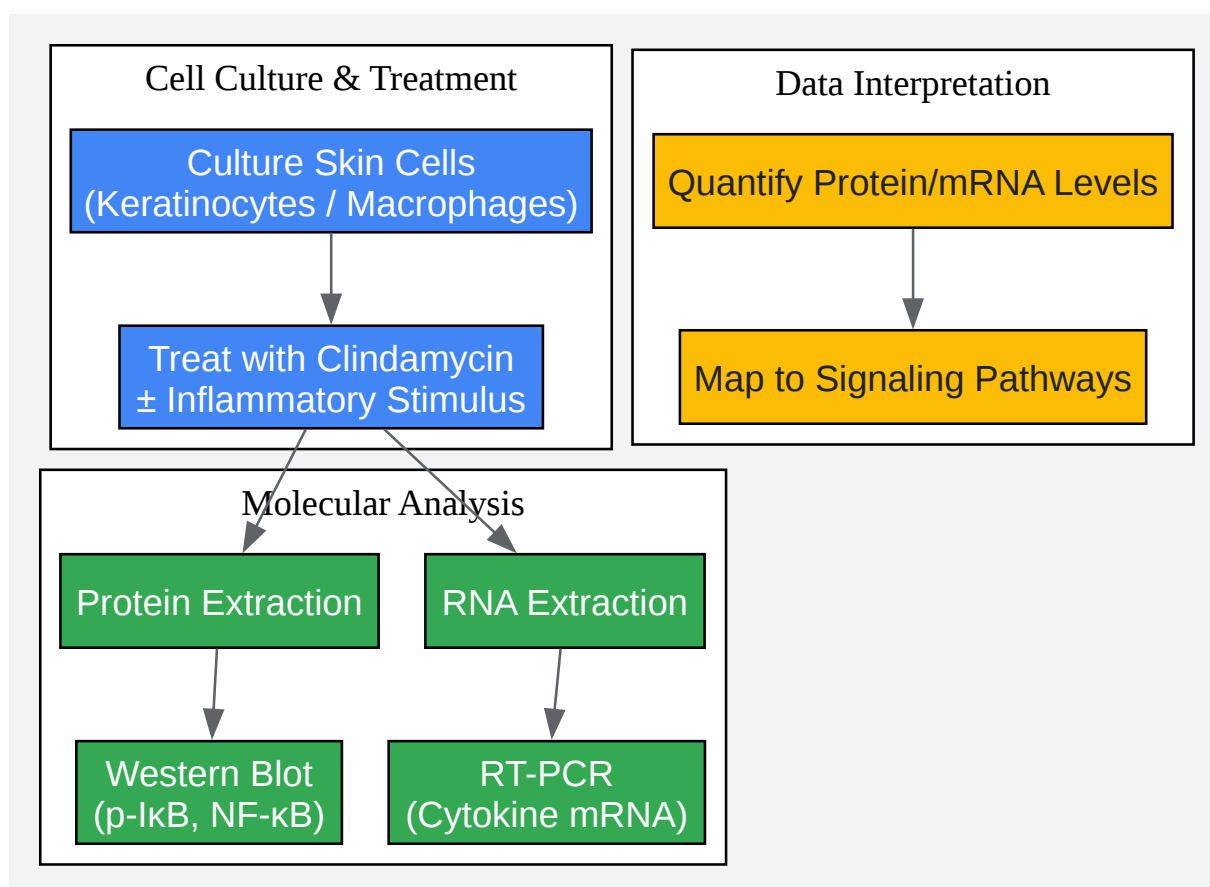 Cell Culture & Treatment
Culture Skin Cells
(Keratinocytes / Macrophages)
Treat with Clindamycin
± Inflammatory Stimulus
Data Interpretation
Quantify Protein/mRNA Levels
Map to Signaling Pathways
Molecular Analysis
Protein Extraction
RNA Extraction
Western Blot
(p-IκB, NF-κB)
RT-PCR
(Cytokine mRNA)